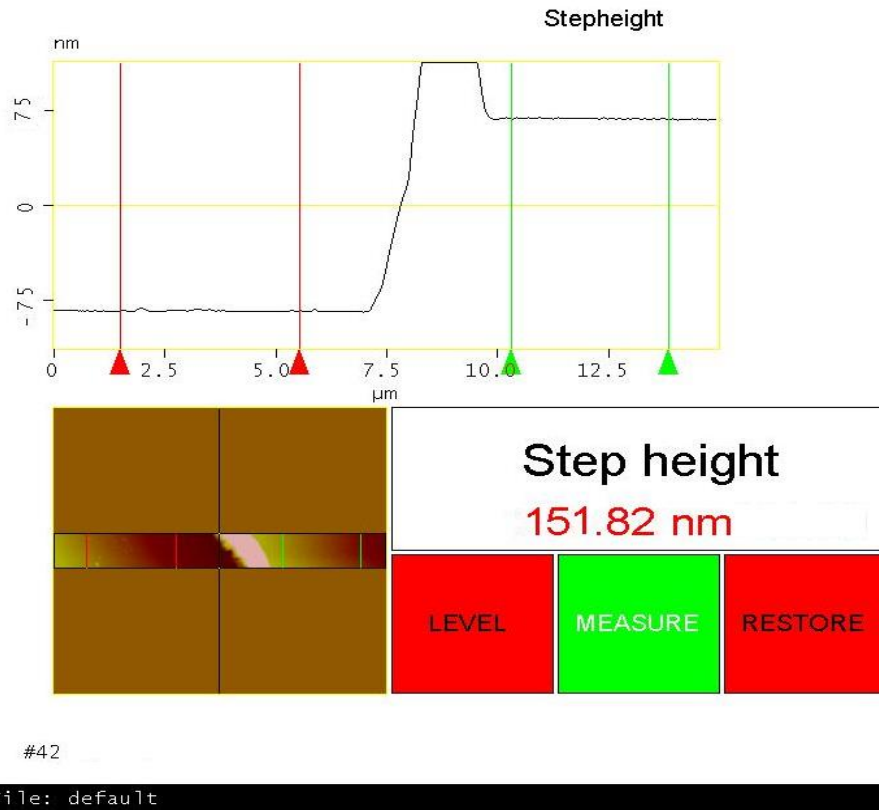 Stepheight
nm
75
0
-75
0 2.5 5.0 7.5 10.0 12.5
µm
Step height
151.82 nm
LEVEL MEASURE RESTORE
#42
ile: default